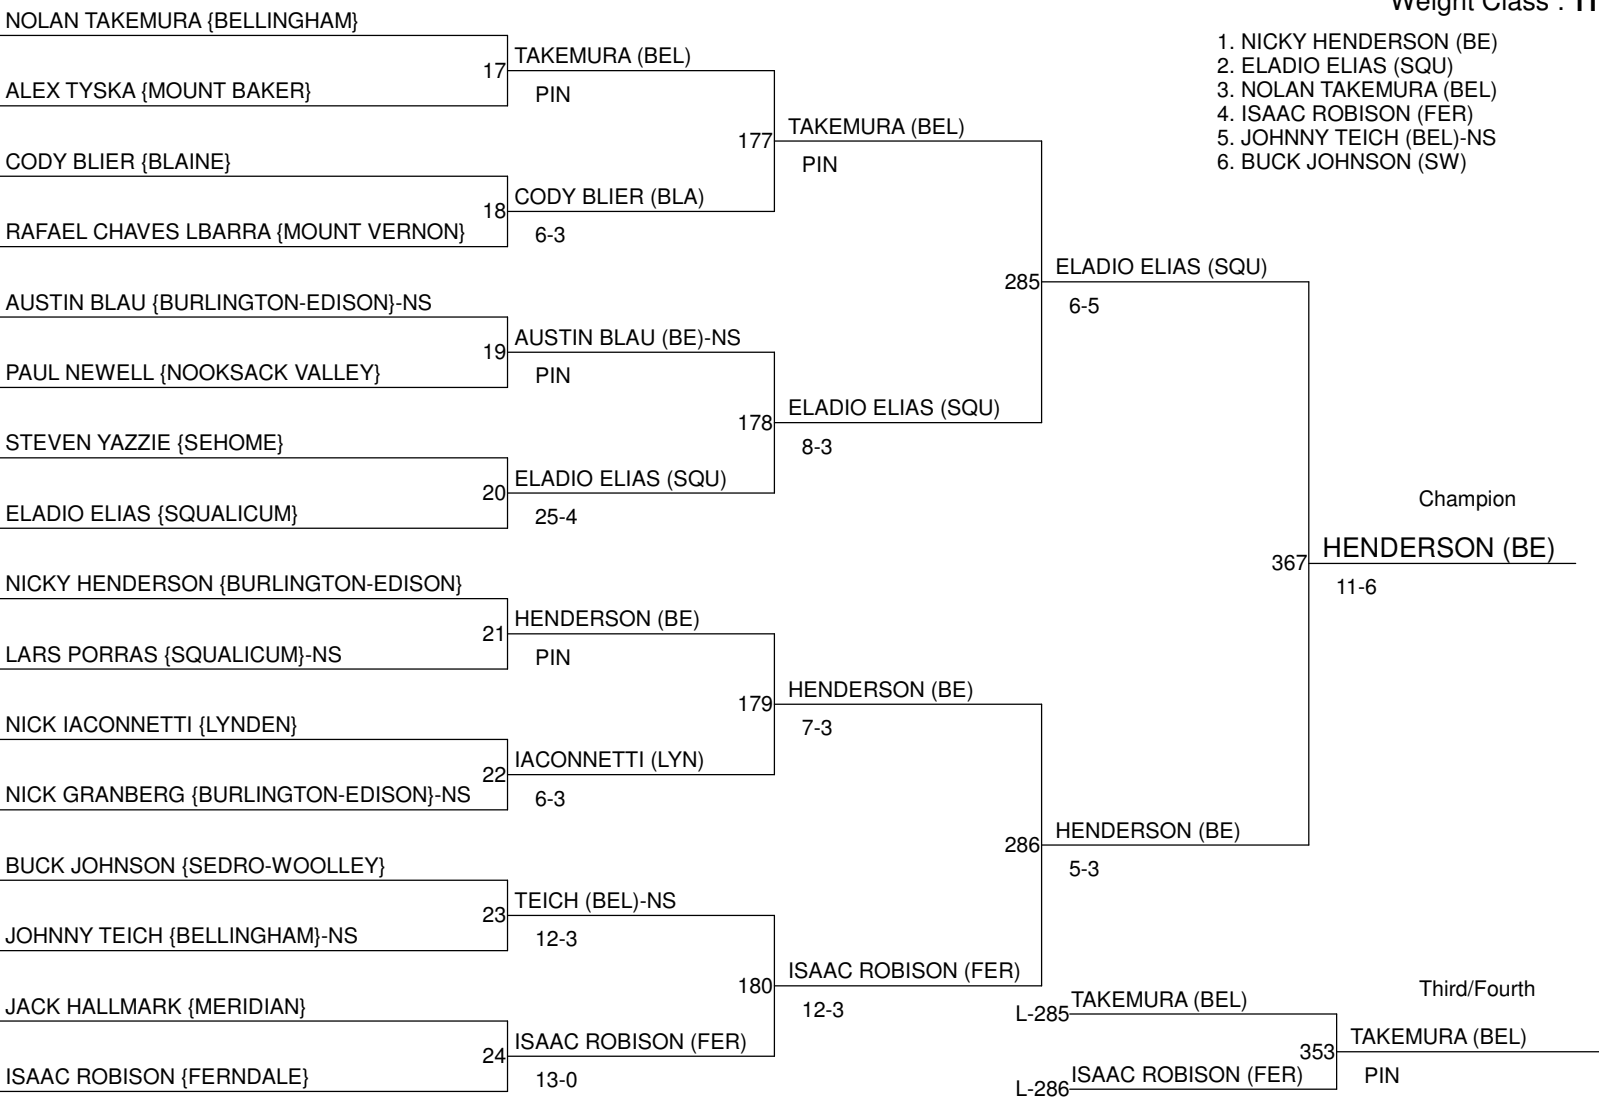 Weight Class : 11
1. NICKY HENDERSON (BE)
2. ELADIO ELIAS (SQU)
3. NOLAN TAKEMURA (BEL)
4. ISAAC ROBISON (FER)
5. JOHNNY TEICH (BEL)-NS
6. BUCK JOHNSON (SW)
NOLAN TAKEMURA {BELLINGHAM}
17 TAKEMURA (BEL)
ALEX TYSKA {MOUNT BAKER}
PIN
177 TAKEMURA (BEL)
PIN
CODY BLIER {BLAINE}
18 CODY BLIER (BLA)
RAFAEL CHAVES LBARRA {MOUNT VERNON}
6-3
285 ELADIO ELIAS (SQU)
6-5
AUSTIN BLAU {BURLINGTON-EDISON}-NS
19 AUSTIN BLAU (BE)-NS
PAUL NEWELL {NOOKSACK VALLEY}
PIN
178 ELADIO ELIAS (SQU)
8-3
STEVEN YAZZIE {SEHOME}
20 ELADIO ELIAS (SQU)
ELADIO ELIAS {SQUALICUM}
25-4
Champion
367 HENDERSON (BE)
11-6
NICKY HENDERSON {BURLINGTON-EDISON}
21 HENDERSON (BE)
LARS PORRAS {SQUALICUM}-NS
PIN
179 HENDERSON (BE)
7-3
NICK IACONNETTI {LYNDEN}
22 IACONNETTI (LYN)
NICK GRANBERG {BURLINGTON-EDISON}-NS
6-3
286 HENDERSON (BE)
5-3
BUCK JOHNSON {SEDRO-WOOLLEY}
23 TEICH (BEL)-NS
JOHNNY TEICH {BELLINGHAM}-NS
12-3
180 ISAAC ROBISON (FER)
12-3
JACK HALLMARK {MERIDIAN}
24 ISAAC ROBISON (FER)
ISAAC ROBISON {FERNDALE}
13-0
Third/Fourth
L-285 TAKEMURA (BEL)
353 TAKEMURA (BEL)
L-286 ISAAC ROBISON (FER)
PIN